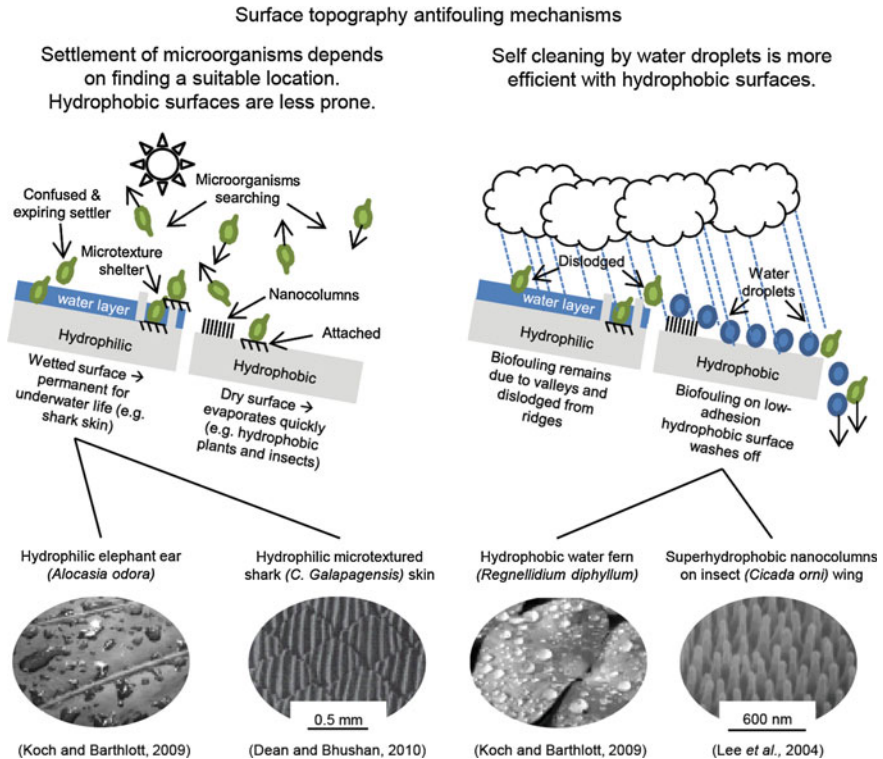 Surface topography antifouling mechanisms
Settlement of microorganisms depends
on finding a suitable location.
Hydrophobic surfaces are less prone.
Self cleaning by water droplets is more
efficient with hydrophobic surfaces.
Confused &
expiring settler
Microorganisms
searching
Microtexture
shelter
Nanocolumns
water layer
Attached
Hydrophilic
Hydrophobic
Wetted surface →
permanent for
underwater life (e.g.
shark skin)
Dry surface →
evaporates quickly
(e.g. hydrophobic
plants and insects)
Dislodged
Water
droplets
water layer
Hydrophilic
Hydrophobic
Biofouling remains
due to valleys and
dislodged from
ridges
Biofouling on low-
adhesion
hydrophobic surface
washes off
Hydrophilic elephant ear
(Alocasia odora)
Hydrophilic microtextured
shark (C. Galapagensis) skin
Hydrophobic water fern
(Regnellidium diphyllum)
Superhydrophobic nanocolumns
on insect (Cicada orni) wing
0.5 mm
600 nm
(Koch and Barthlott, 2009)
(Dean and Bhushan, 2010)
(Koch and Barthlott, 2009)
(Lee et al., 2004)